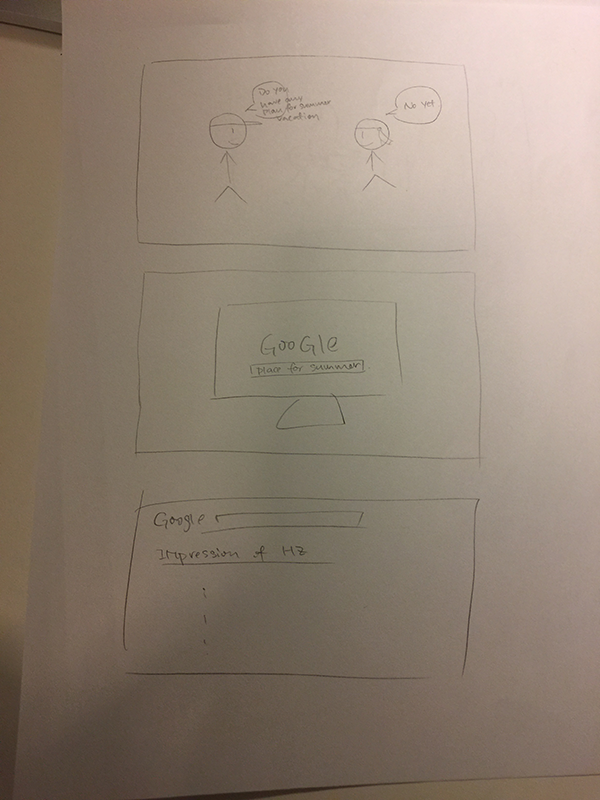 Do you
have any
plan for summer
vacation
No yet
GooGle
place for summer
Google
Impression of HZ